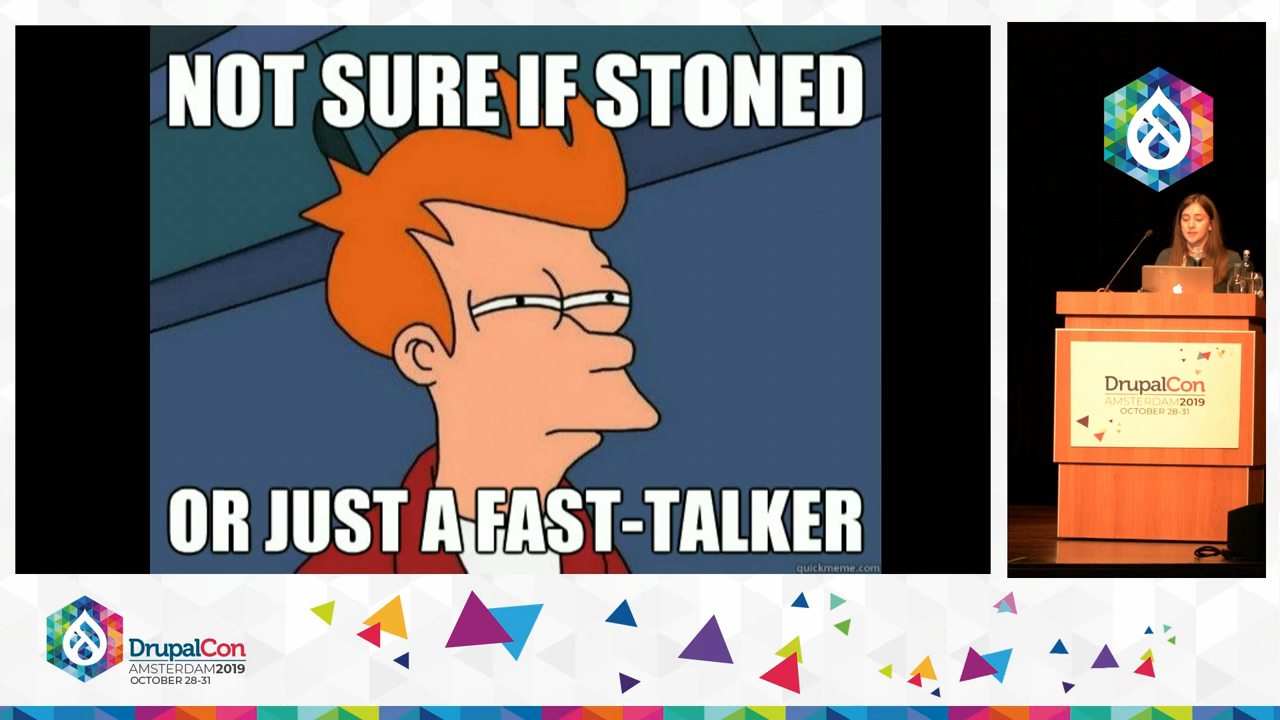 NOT SURE IF STONED
OR JUST A FAST-TALKER
quickmeme.com
DrupalCon
AMSTERDAM2019
OCTOBER 28-31
DrupalCon
AMSTERDAM2019
OCTOBER 28-31